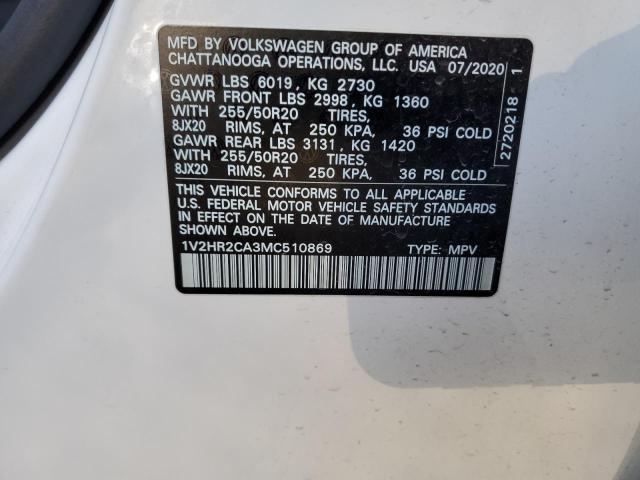 MFD BY VOLKSWAGEN GROUP OF AMERICA
CHATTANOOGA OPERATIONS, LLC. USA 07/2020
GVWR LBS 6019, KG 2730
GAWR FRONT LBS 2998, KG 1360
WITH 255/50R20 TIRES,
8JX20 RIMS, AT 250 KPA, 36 PSI COLD
GAWR REAR LBS 3131, KG 1420
WITH 255/50R20 TIRES,
8JX20 RIMS, AT 250 KPA, 36 PSI COLD
THIS VEHICLE CONFORMS TO ALL APPLICABLE
U.S. FEDERAL MOTOR VEHICLE SAFETY STANDARDS
IN EFFECT ON THE DATE OF MANUFACTURE
SHOWN ABOVE.
1V2HR2CA3MC510869 TYPE: MPV
2720218 1